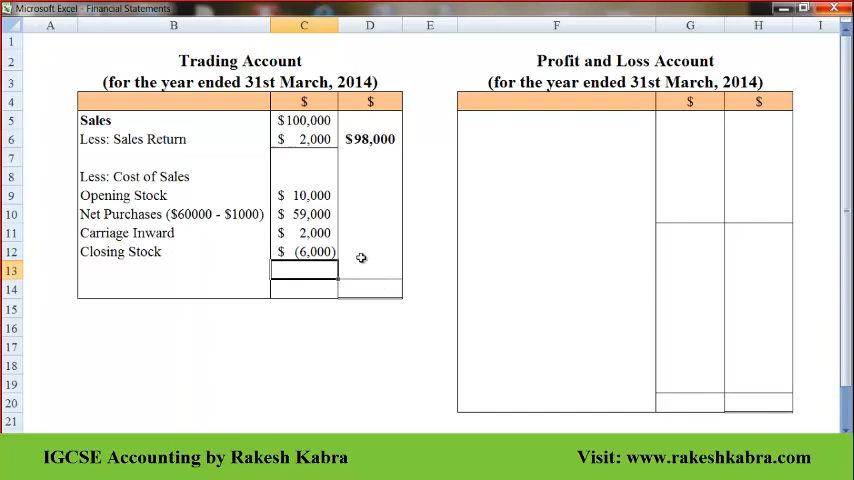 Microsoft Excel - Financial Statements
A B C D E F G H I
1
2 Trading Account Profit and Loss Account
3 (for the year ended 31st March, 2014) (for the year ended 31st March, 2014)
4 $ $ $ $
5 Sales $100,000
6 Less: Sales Return $ 2,000 $98,000
7
8 Less: Cost of Sales
9 Opening Stock $ 10,000
10 Net Purchases ($60000 - $1000) $ 59,000
11 Carriage Inward $ 2,000
12 Closing Stock $ (6,000)
13
14
15
16
17
18
19
20
21
IGCSE Accounting by Rakesh Kabra Visit: www.rakeshkabra.com